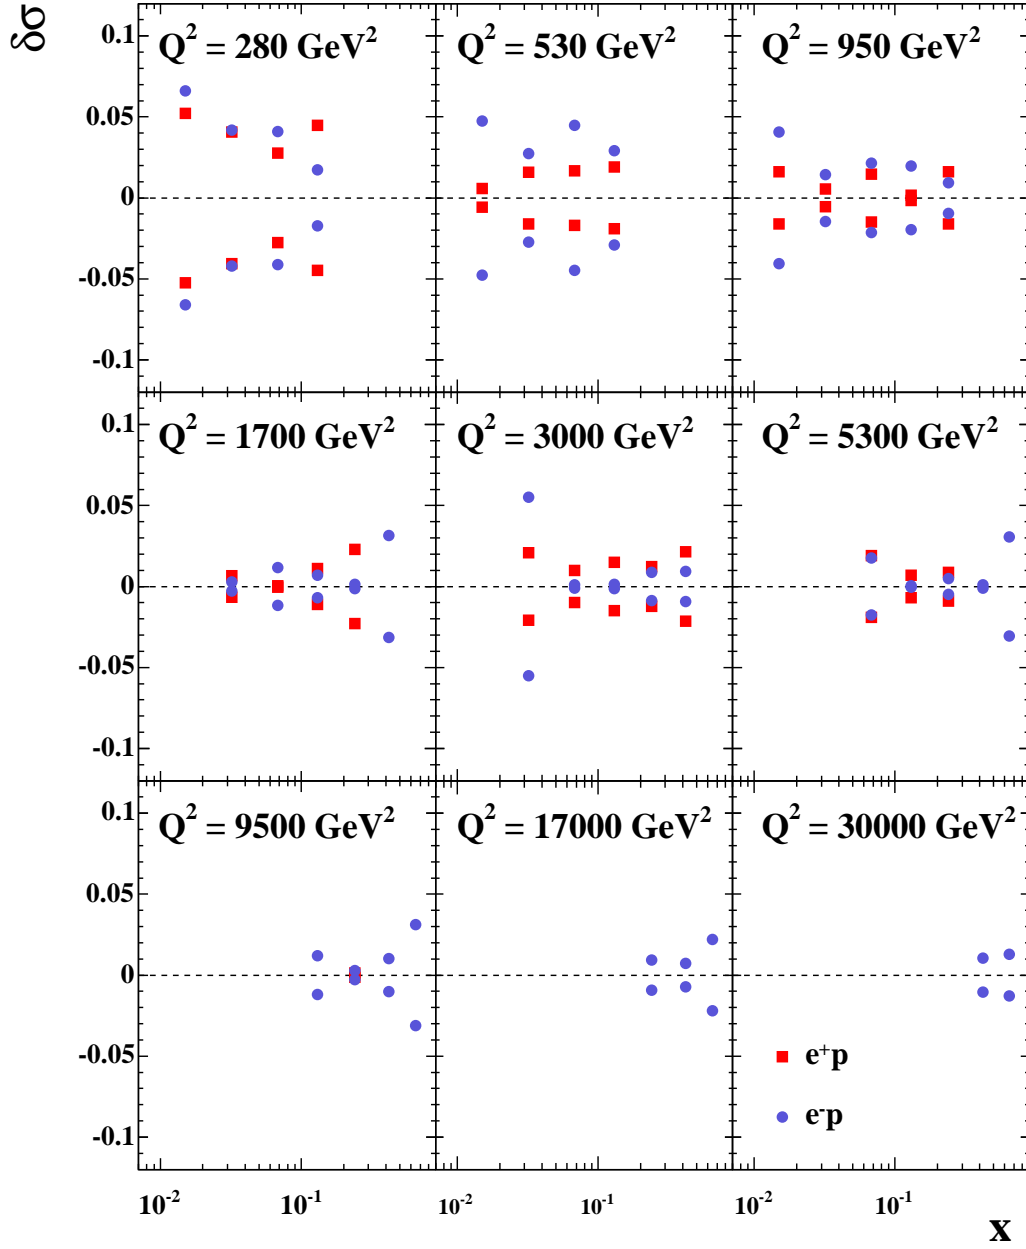 δσ
0.1
0.05
0
-0.05
-0.1
Q² = 280 GeV²
Q² = 530 GeV²
Q² = 950 GeV²
0.1
0.05
0
-0.05
-0.1
Q² = 1700 GeV²
Q² = 3000 GeV²
Q² = 5300 GeV²
0.1
0.05
0
-0.05
-0.1
Q² = 9500 GeV²
Q² = 17000 GeV²
Q² = 30000 GeV²
e⁺p
e⁻p
10⁻² 10⁻¹ 10⁻² 10⁻¹ 10⁻² 10⁻¹
x